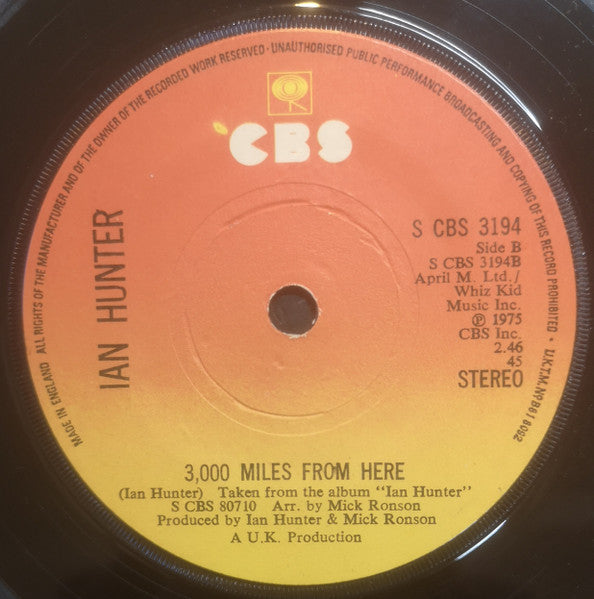 MADE IN ENGLAND ALL RIGHTS OF THE MANUFACTURER AND OF THE OWNER OF THE RECORDED WORK RESERVED · UNAUTHORISED PUBLIC PERFORMANCE BROADCASTING AND COPYING OF THIS RECORD PROHIBITED · U.K.T.M. Nº B618092
CBS
IAN HUNTER
S CBS 3194
Side B
S CBS 3194B
April M. Ltd./
Whiz Kid
Music Inc.
℗ 1975
CBS Inc.
2.46
45
STEREO
3,000 MILES FROM HERE
(Ian Hunter) Taken from the album "Ian Hunter"
S CBS 80710 Arr. by Mick Ronson
Produced by Ian Hunter & Mick Ronson
A U.K. Production